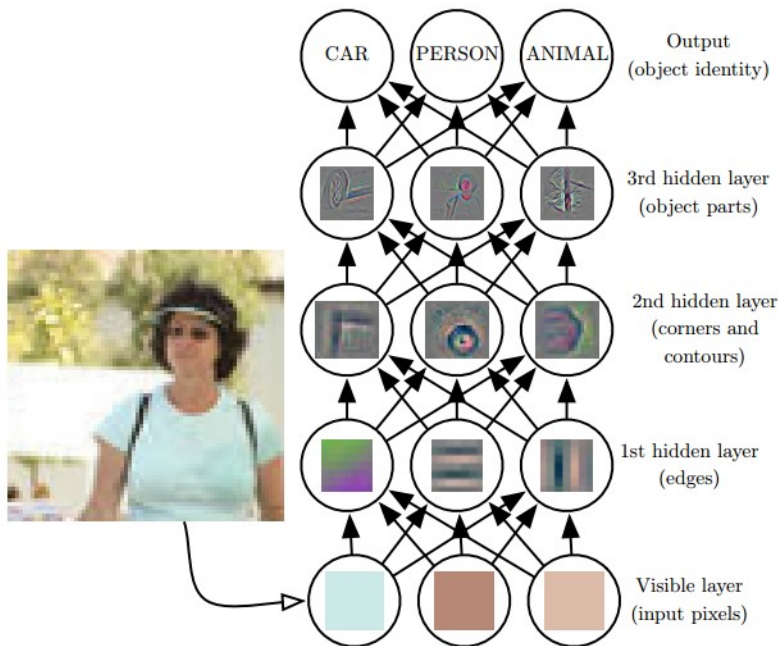 CAR PERSON ANIMAL
Output
(object identity)
3rd hidden layer
(object parts)
2nd hidden layer
(corners and
contours)
1st hidden layer
(edges)
Visible layer
(input pixels)